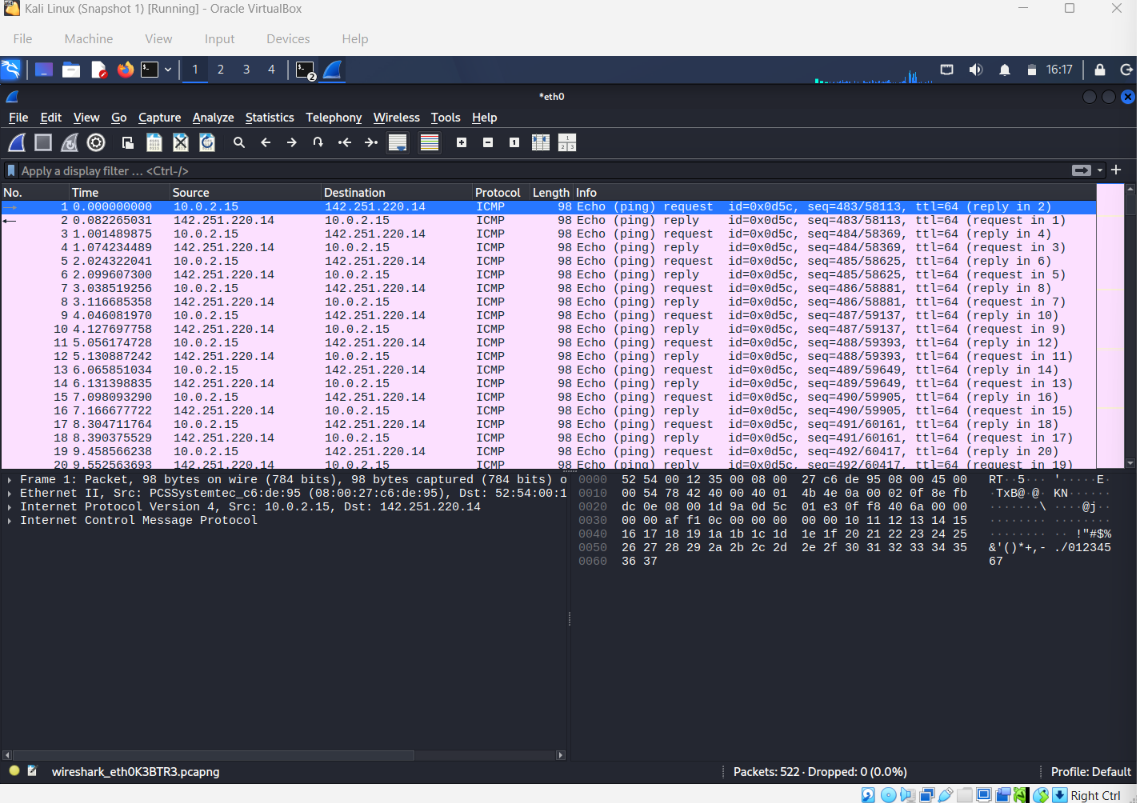 Kali Linux (Snapshot 1) [Running] - Oracle VirtualBox
File Machine View Input Devices Help
1 2 3 4 2 16:17
*eth0
File Edit View Go Capture Analyze Statistics Telephony Wireless Tools Help
Apply a display filter … <Ctrl-/>
No. Time Source Destination Protocol Length Info
1 0.000000000 10.0.2.15 142.251.220.14 ICMP 98 Echo (ping) request id=0x0d5c, seq=483/58113, ttl=64 (reply in 2)
2 0.082265031 142.251.220.14 10.0.2.15 ICMP 98 Echo (ping) reply id=0x0d5c, seq=483/58113, ttl=64 (request in 1)
3 1.001489875 10.0.2.15 142.251.220.14 ICMP 98 Echo (ping) request id=0x0d5c, seq=484/58369, ttl=64 (reply in 4)
4 1.074234489 142.251.220.14 10.0.2.15 ICMP 98 Echo (ping) reply id=0x0d5c, seq=484/58369, ttl=64 (request in 3)
5 2.024322041 10.0.2.15 142.251.220.14 ICMP 98 Echo (ping) request id=0x0d5c, seq=485/58625, ttl=64 (reply in 6)
6 2.099607300 142.251.220.14 10.0.2.15 ICMP 98 Echo (ping) reply id=0x0d5c, seq=485/58625, ttl=64 (request in 5)
7 3.038519256 10.0.2.15 142.251.220.14 ICMP 98 Echo (ping) request id=0x0d5c, seq=486/58881, ttl=64 (reply in 8)
8 3.116685358 142.251.220.14 10.0.2.15 ICMP 98 Echo (ping) reply id=0x0d5c, seq=486/58881, ttl=64 (request in 7)
9 4.046081970 10.0.2.15 142.251.220.14 ICMP 98 Echo (ping) request id=0x0d5c, seq=487/59137, ttl=64 (reply in 10)
10 4.127697758 142.251.220.14 10.0.2.15 ICMP 98 Echo (ping) reply id=0x0d5c, seq=487/59137, ttl=64 (request in 9)
11 5.056174728 10.0.2.15 142.251.220.14 ICMP 98 Echo (ping) request id=0x0d5c, seq=488/59393, ttl=64 (reply in 12)
12 5.130887242 142.251.220.14 10.0.2.15 ICMP 98 Echo (ping) reply id=0x0d5c, seq=488/59393, ttl=64 (request in 11)
13 6.065851034 10.0.2.15 142.251.220.14 ICMP 98 Echo (ping) request id=0x0d5c, seq=489/59649, ttl=64 (reply in 14)
14 6.131398835 142.251.220.14 10.0.2.15 ICMP 98 Echo (ping) reply id=0x0d5c, seq=489/59649, ttl=64 (request in 13)
15 7.098093290 10.0.2.15 142.251.220.14 ICMP 98 Echo (ping) request id=0x0d5c, seq=490/59905, ttl=64 (reply in 16)
16 7.166677722 142.251.220.14 10.0.2.15 ICMP 98 Echo (ping) reply id=0x0d5c, seq=490/59905, ttl=64 (request in 15)
17 8.304711764 10.0.2.15 142.251.220.14 ICMP 98 Echo (ping) request id=0x0d5c, seq=491/60161, ttl=64 (reply in 18)
18 8.390375529 142.251.220.14 10.0.2.15 ICMP 98 Echo (ping) reply id=0x0d5c, seq=491/60161, ttl=64 (request in 17)
19 9.458566238 10.0.2.15 142.251.220.14 ICMP 98 Echo (ping) request id=0x0d5c, seq=492/60417, ttl=64 (reply in 20)
20 9.552563693 142.251.220.14 10.0.2.15 ICMP 98 Echo (ping) reply id=0x0d5c, seq=492/60417, ttl=64 (request in 19)
Frame 1: Packet, 98 bytes on wire (784 bits), 98 bytes captured (784 bits) o
Ethernet II, Src: PCSSystemtec_c6:de:95 (08:00:27:c6:de:95), Dst: 52:54:00:1
Internet Protocol Version 4, Src: 10.0.2.15, Dst: 142.251.220.14
Internet Control Message Protocol
0000 52 54 00 12 35 00 08 00 27 c6 de 95 08 00 45 00 RT··5··· '·····E·
0010 00 54 78 42 40 00 40 01 4b 4e 0a 00 02 0f 8e fb ·TxB@·@· KN······
0020 dc 0e 08 00 1d 9a 0d 5c 01 e3 0f f8 40 6a 00 00 ·······\ ····@j··
0030 00 00 af f1 0c 00 00 00 00 00 10 11 12 13 14 15 ········ ········
0040 16 17 18 19 1a 1b 1c 1d 1e 1f 20 21 22 23 24 25 ········ ·· !"#$%
0050 26 27 28 29 2a 2b 2c 2d 2e 2f 30 31 32 33 34 35 &'()*+,- ./012345
0060 36 37 67
wireshark_eth0K3BTR3.pcapng Packets: 522 · Dropped: 0 (0.0%) Profile: Default
Right Ctrl